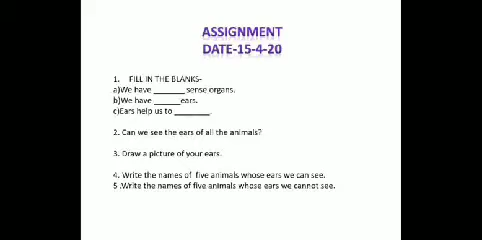 ASSIGNMENT
DATE-15-4-20
1. FILL IN THE BLANKS-
a)We have _______ sense organs.
b)We have ______ears.
c)Ears help us to ________.
2. Can we see the ears of all the animals?
3. Draw a picture of your ears.
4. Write the names of five animals whose ears we can see.
5 .Write the names of five animals whose ears we cannot see.